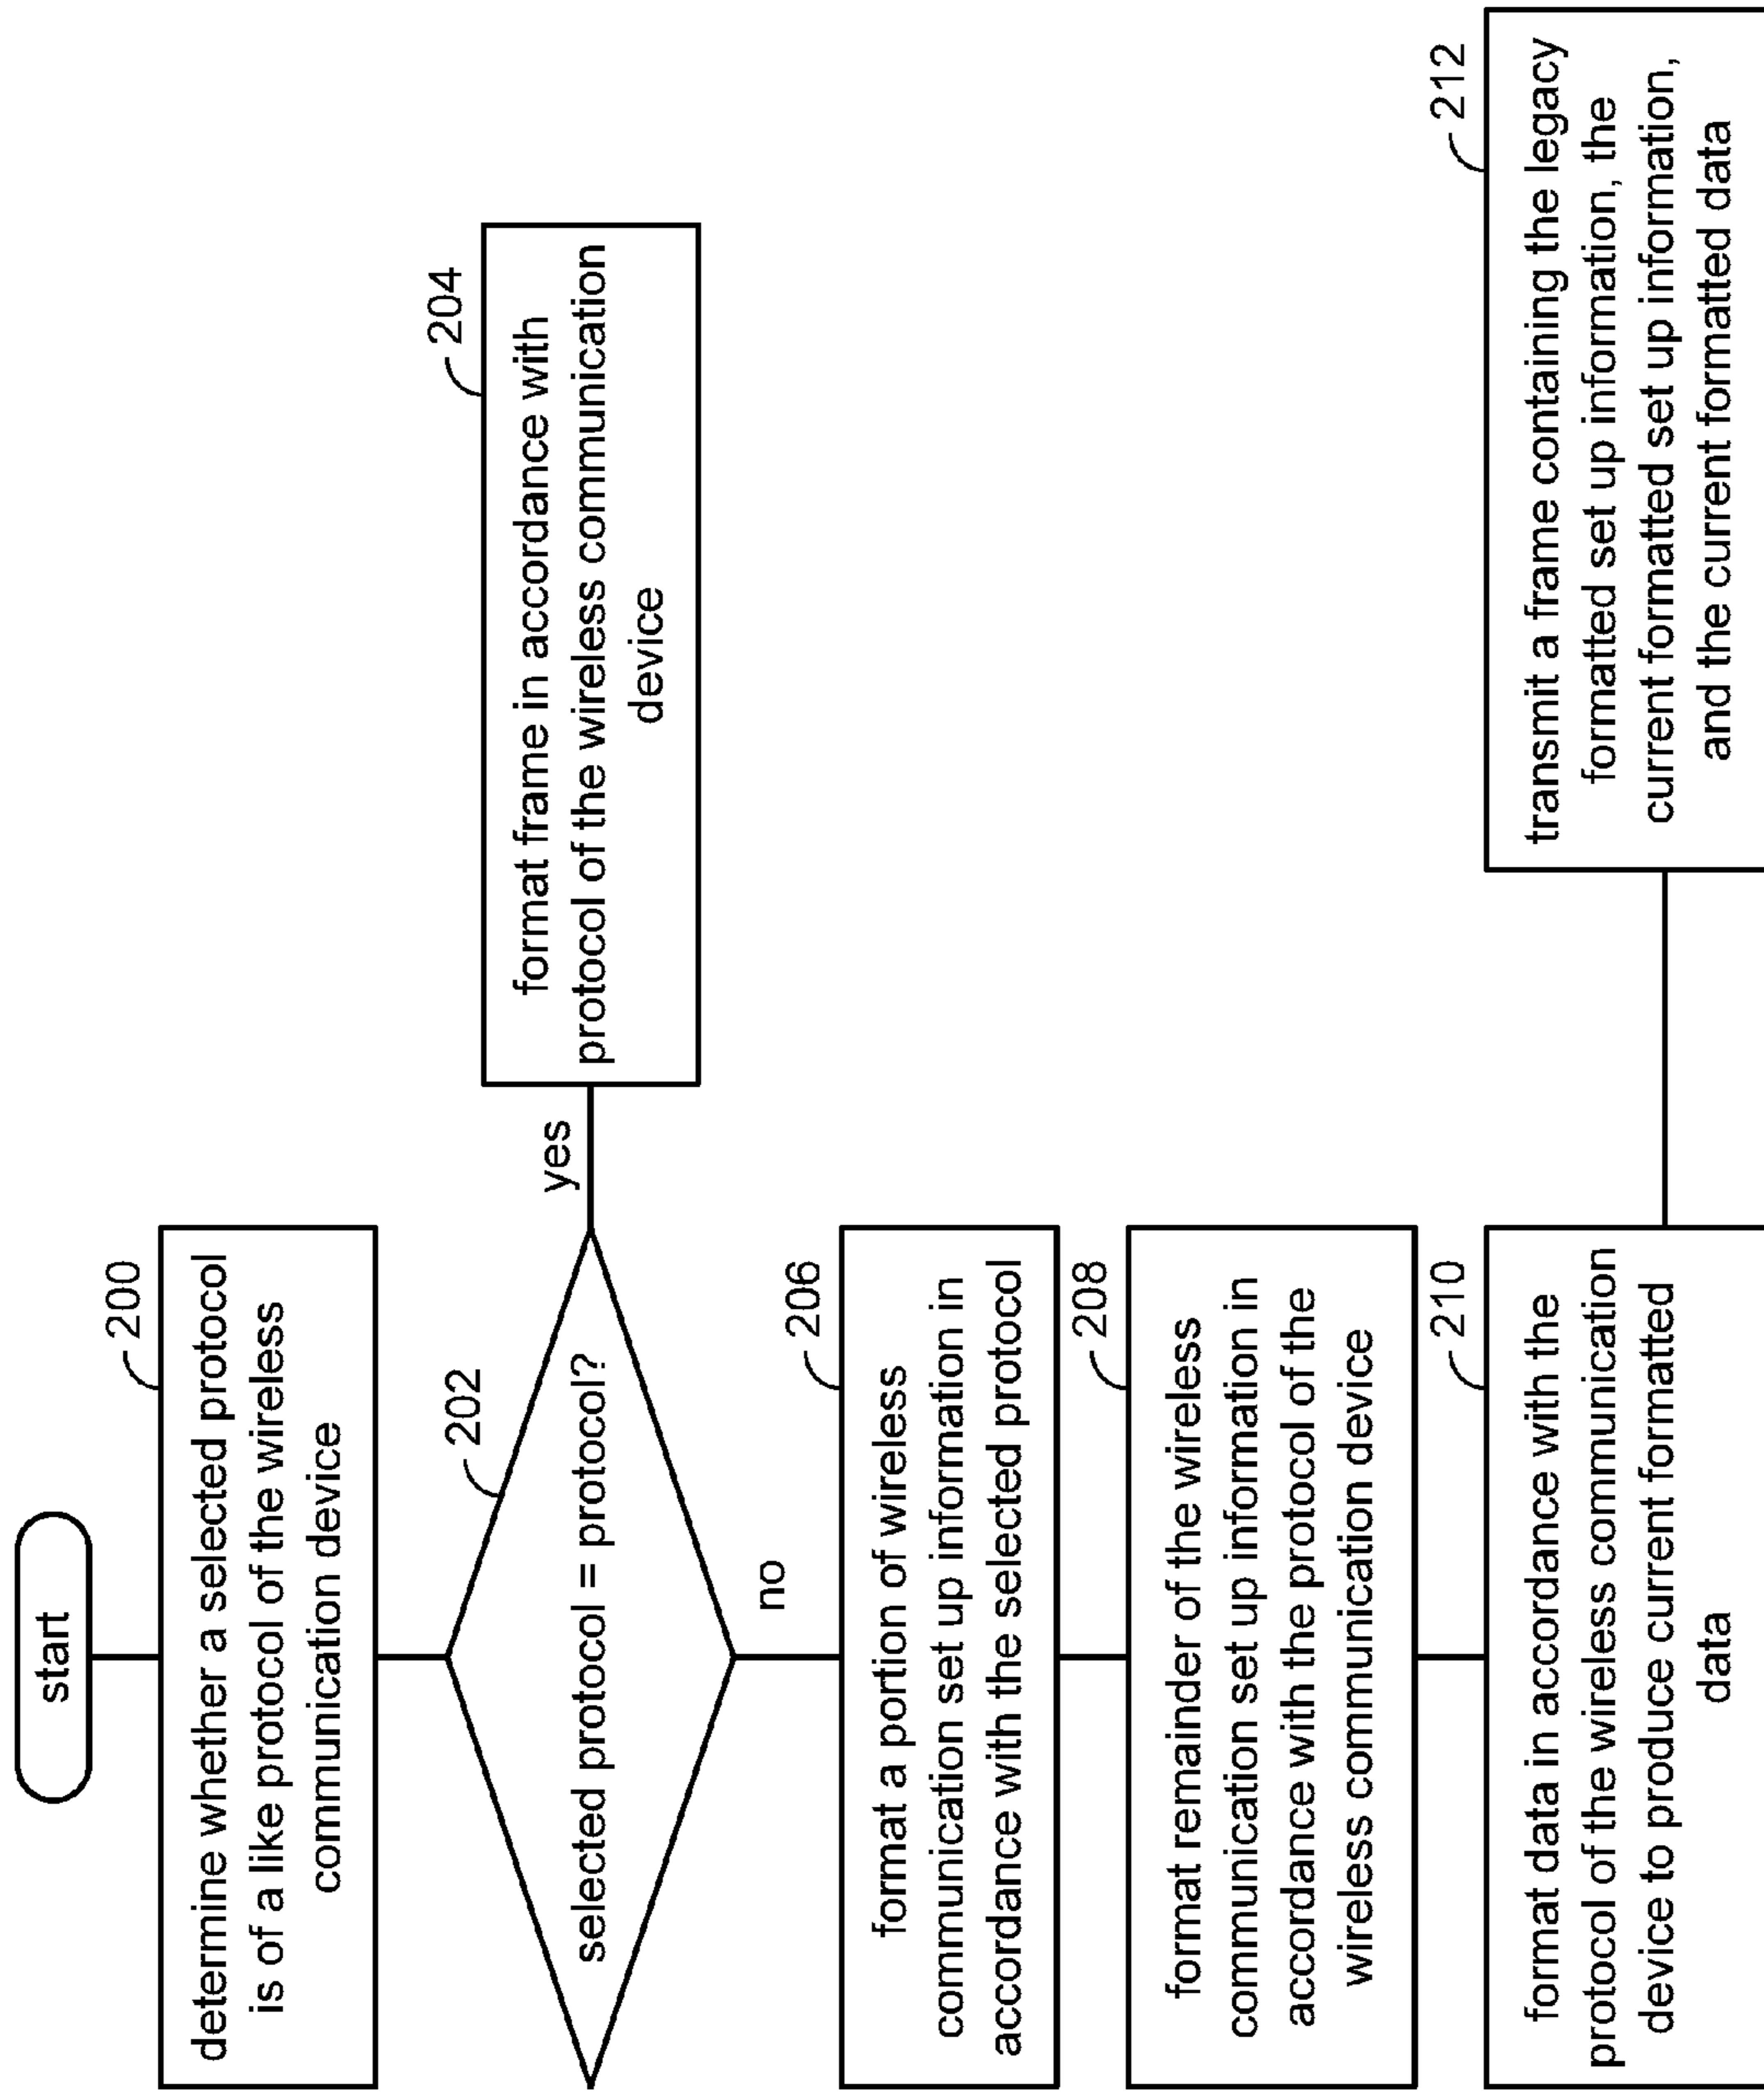 start
200
determine whether a selected protocol
is of a like protocol of the wireless
communication device
202
selected protocol = protocol?
yes
204
format frame in accordance with
protocol of the wireless communication
device
no
206
format a portion of wireless
communication set up information in
accordance with the selected protocol
208
format remainder of the wireless
communication set up information in
accordance with the protocol of the
wireless communication device
210
format data in accordance with the
protocol of the wireless communication
device to produce current formatted
data
212
transmit a frame containing the legacy
formatted set up information, the
current formatted set up information,
and the current formatted data